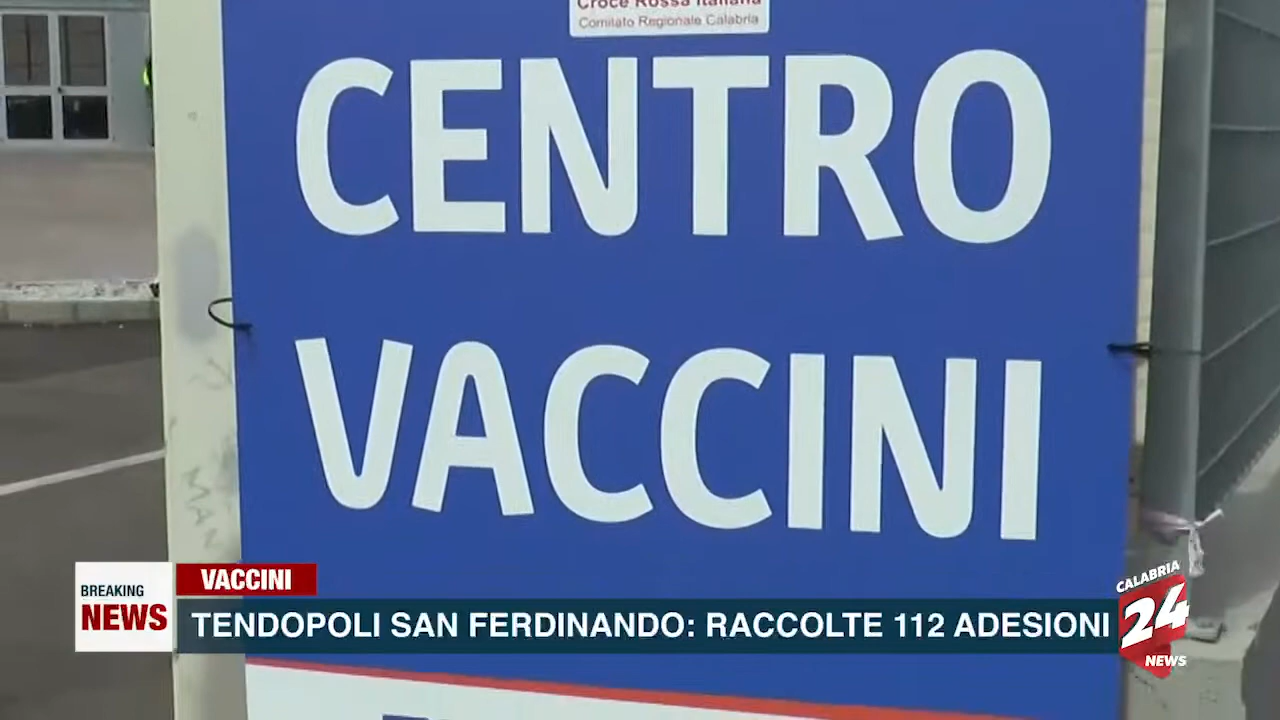 Croce Rossa Italiana
Comitato Regionale Calabria
CENTRO
VACCINI
MAN
BREAKING
NEWS
VACCINI
TENDOPOLI SAN FERDINANDO: RACCOLTE 112 ADESIONI
CALABRIA
24
NEWS